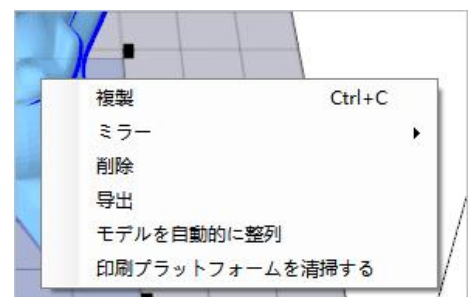 複製 Ctrl+C
ミラー
削除
导出
モデルを自動的に整列
印刷プラットフォームを清掃する